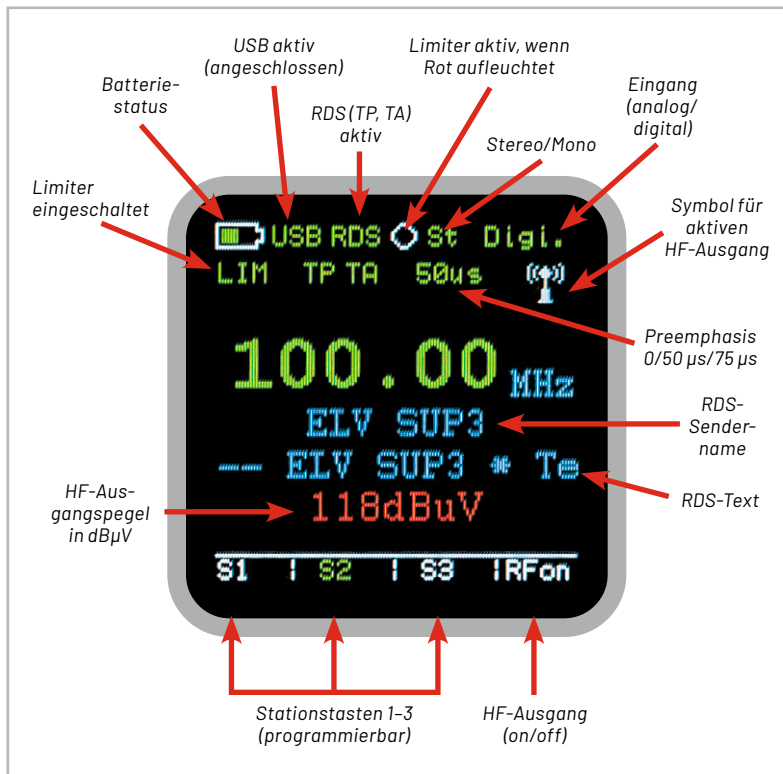 USB aktiv
(angeschlossen)
Limiter aktiv, wenn
Rot aufleuchtet
Batterie-
status
Eingang
(analog/
digital)
RDS (TP, TA)
aktiv
Stereo/Mono
Limiter
eingeschaltet
Symbol für
aktiven
HF-Ausgang
USB RDS St Digi.
LIM TP TA 50us
Preemphasis
0/50 µs/75 µs
100.00 MHz
ELV SUP3
RDS-
Sender-
name
-- ELV SUP3 * Te
RDS-Text
HF-Aus-
gangspegel
in dBµV
118dBuV
S1 | S2 | S3 |RFon
Stationstasten 1–3
(programmierbar)
HF-Ausgang
(on/off)